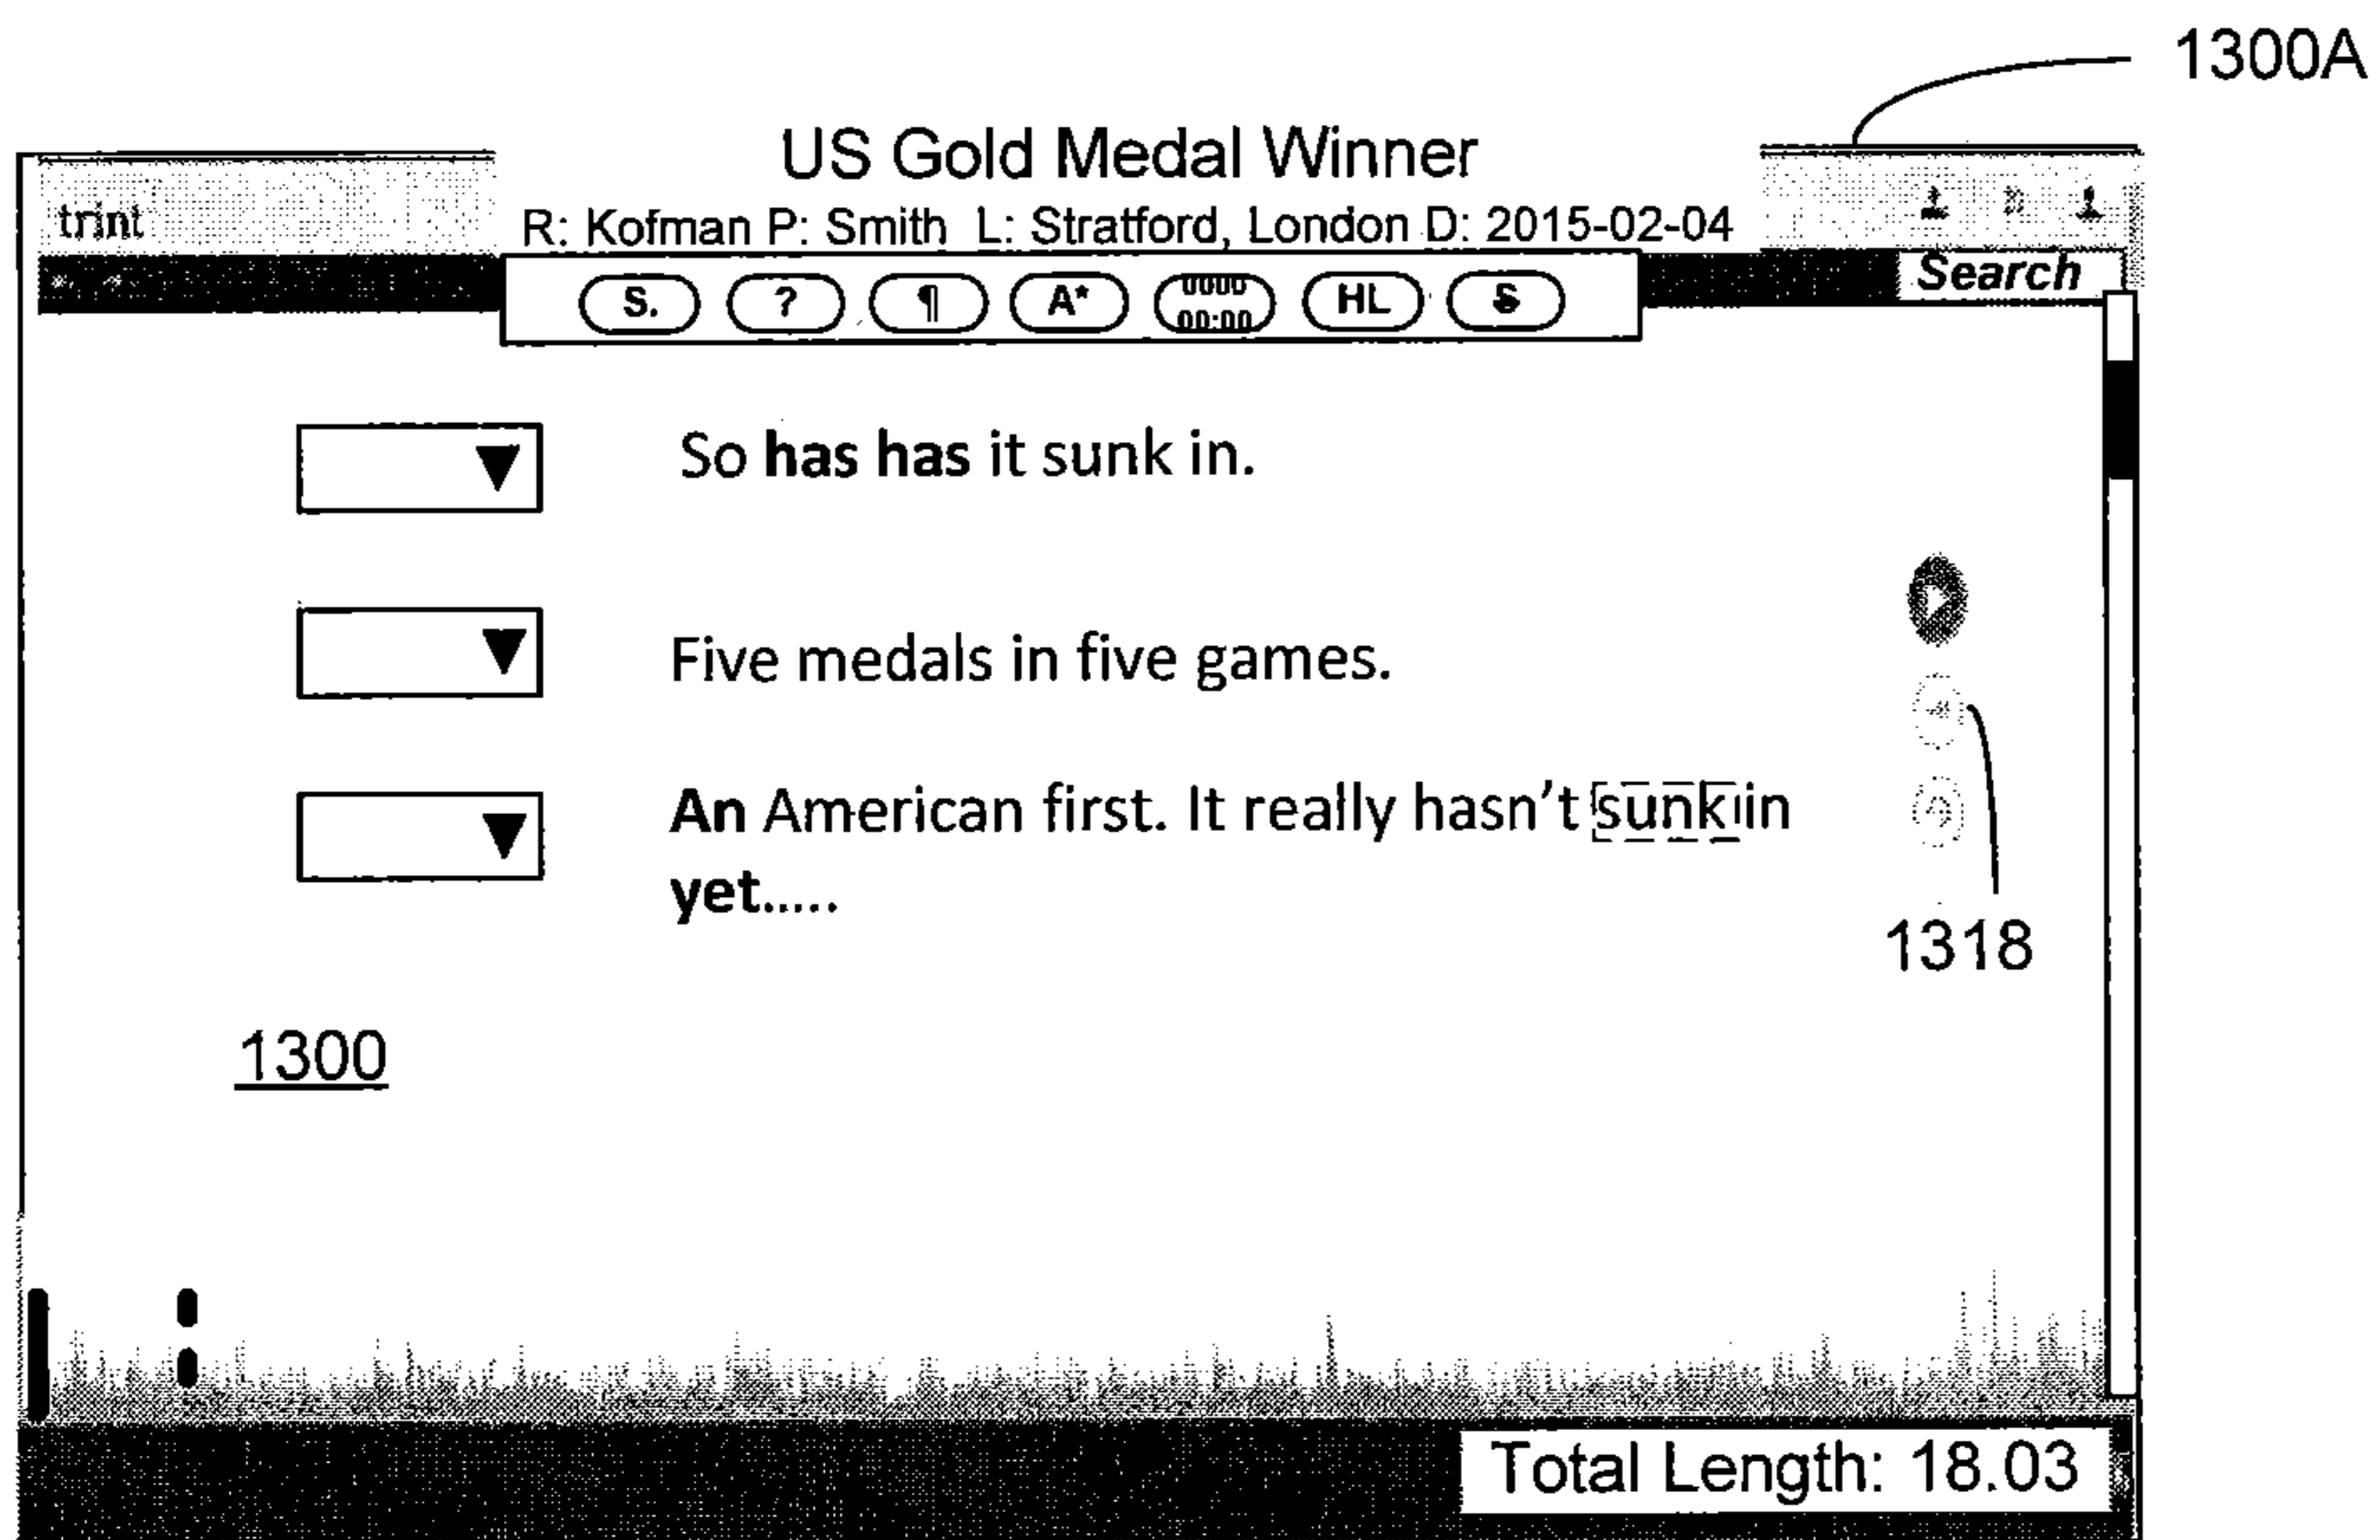 1300A
US Gold Medal Winner
trint
R: Kofman P: Smith L: Stratford, London D: 2015-02-04
Search
S. ? ¶ A* 0000 00:00 HL S
So has has it sunk in.
Five medals in five games.
An American first. It really hasn't sunk in
yet.....
1318
1300
Total Length: 18.03